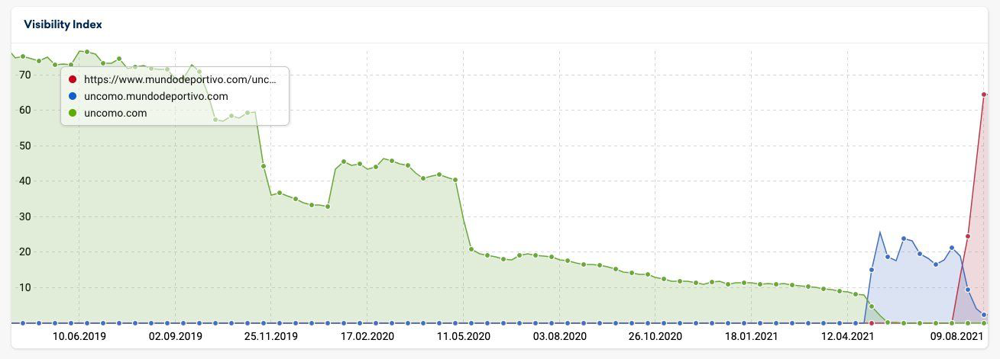 Visibility Index
https://www.mundodeportivo.com/unc...
uncomo.mundodeportivo.com
uncomo.com
70
60
50
40
30
20
10
10.06.2019 02.09.2019 25.11.2019 17.02.2020 11.05.2020 03.08.2020 26.10.2020 18.01.2021 12.04.2021 09.08.2021